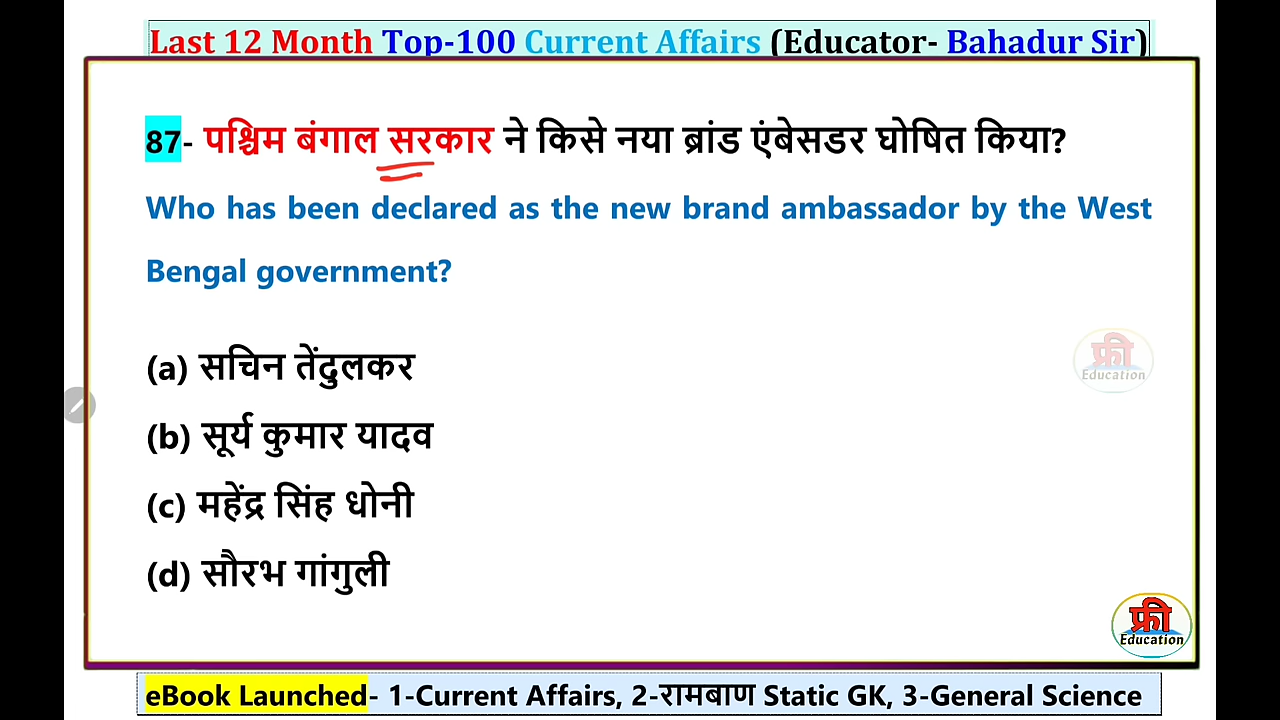 Last 12 Month Top-100 Current Affairs (Educator- Bahadur Sir)
87- पश्चिम बंगाल सरकार ने किसे नया ब्रांड एंबेसडर घोषित किया?
Who has been declared as the new brand ambassador by the West
Bengal government?
(a) सचिन तेंदुलकर
(b) सूर्य कुमार यादव
(c) महेंद्र सिंह धोनी
(d) सौरभ गांगुली
फ्री
Education
फ्री
Education
eBook Launched- 1-Current Affairs, 2-रामबाण Static GK, 3-General Science